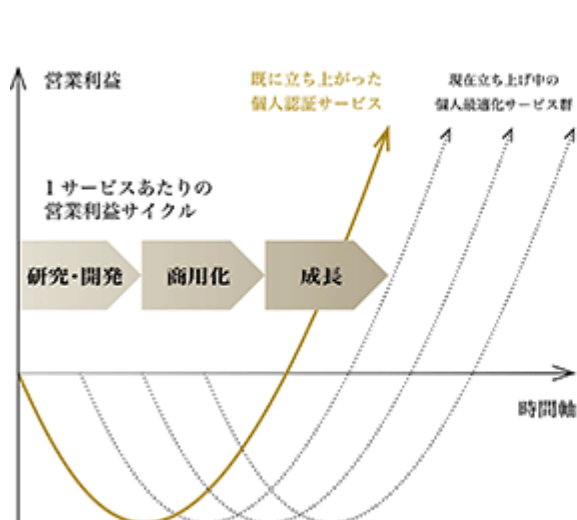 営業利益
既に立ち上がった
個人認証サービス
現在立ち上げ中の
個人最適化サービス群
1サービスあたりの
営業利益サイクル
研究・開発
商用化
成長
時間軸